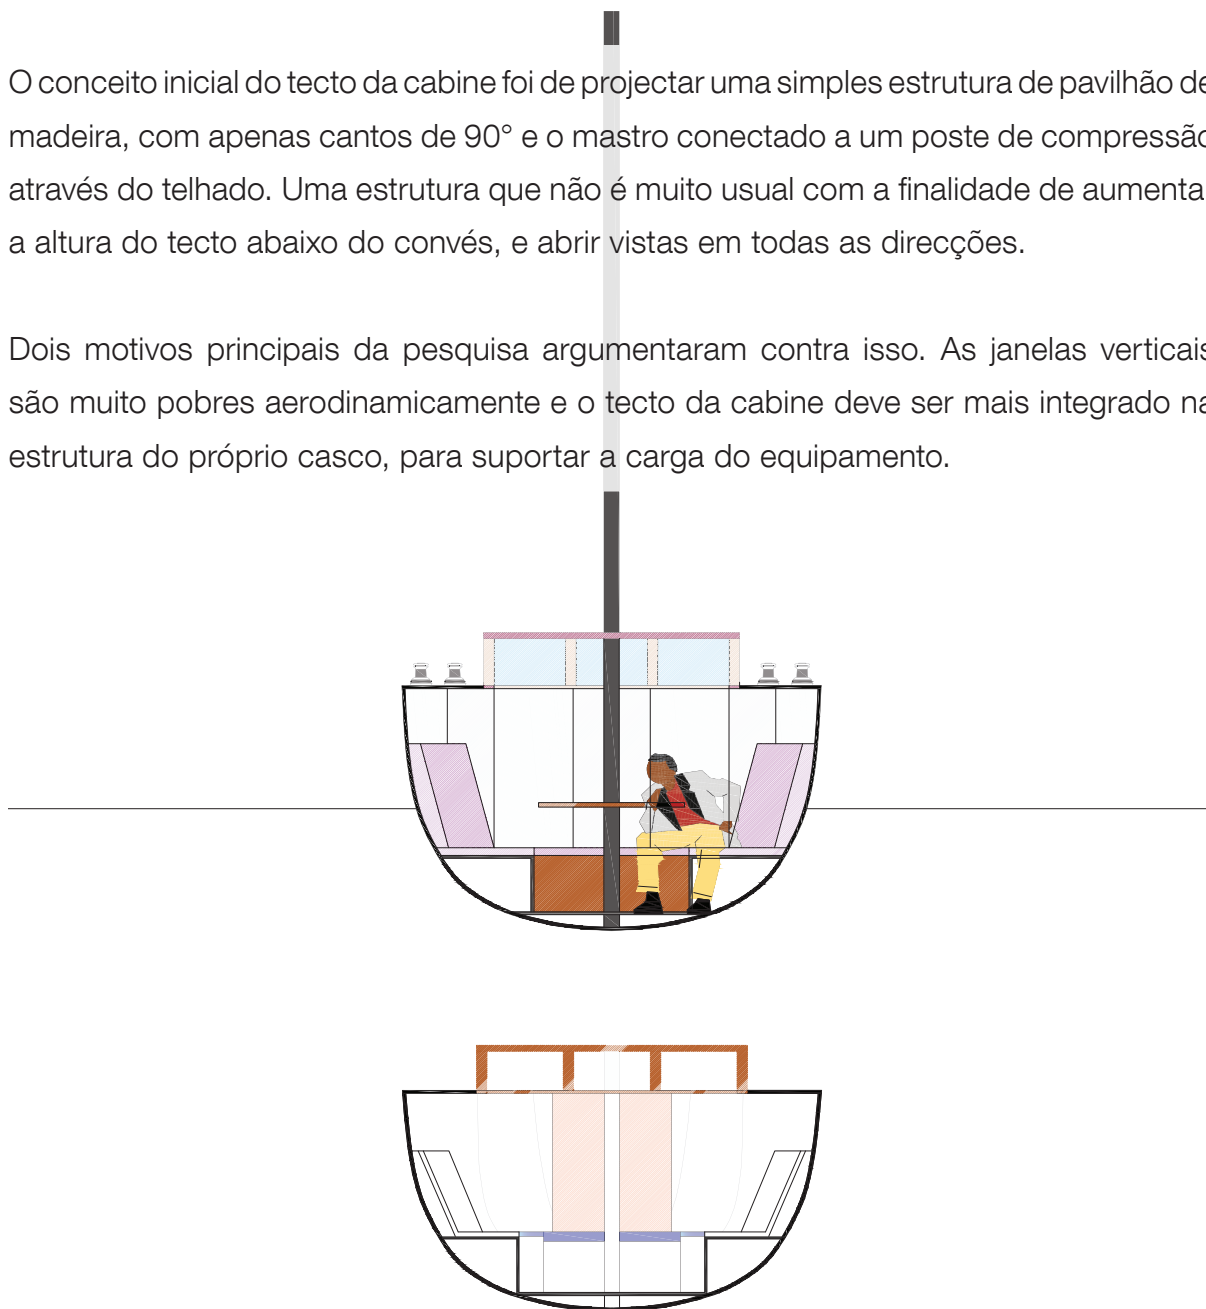 O conceito inicial do tecto da cabine foi de projectar uma simples estrutura de pavilhão de
madeira, com apenas cantos de 90° e o mastro conectado a um poste de compressão
através do telhado. Uma estrutura que não é muito usual com a finalidade de aumenta
a altura do tecto abaixo do convés, e abrir vistas em todas as direcções.
Dois motivos principais da pesquisa argumentaram contra isso. As janelas verticais
são muito pobres aerodinamicamente e o tecto da cabine deve ser mais integrado na
estrutura do próprio casco, para suportar a carga do equipamento.